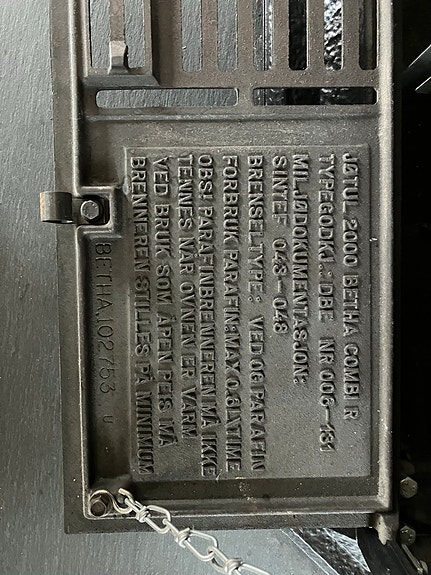 JØTUL 2000 BETHA COMBI R
TYPEGODKJ.: DBE NR 006-181
MILJØDOKUMENTASJON:
SINTEF 043-048
BRENSELTYPE: VED OG PARAFIN
FORBRUK PARAFIN: MAX 0.6 L\TIME
OBS! PARAFINBRENNEREN MÅ IKKE
TENNES NÅR OVNEN ER VARM
VED BRUK SOM ÅPEN PEIS MÅ
BRENNEREN STILLES PÅ MINIMUM
BETHA.102753 U